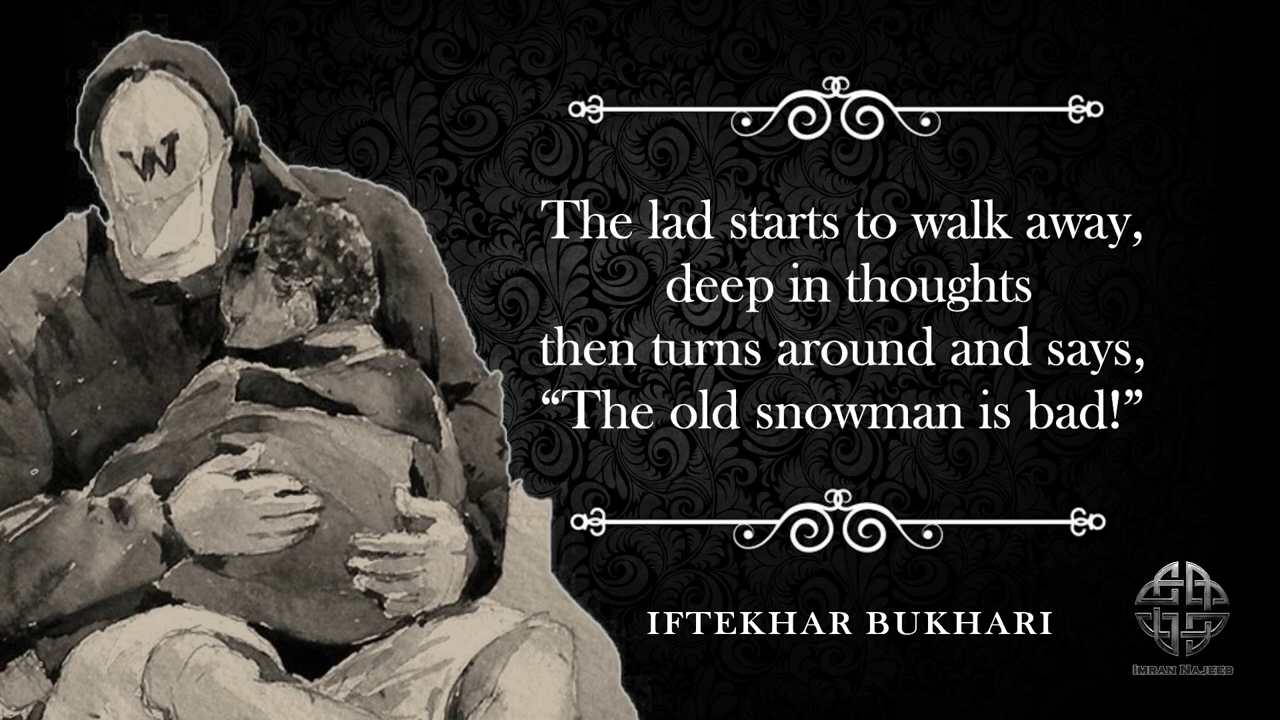 W
The lad starts to walk away,
deep in thoughts
then turns around and says,
“The old snowman is bad!”
IFTEKHAR BUKHARI
IMRAN NAJEEB